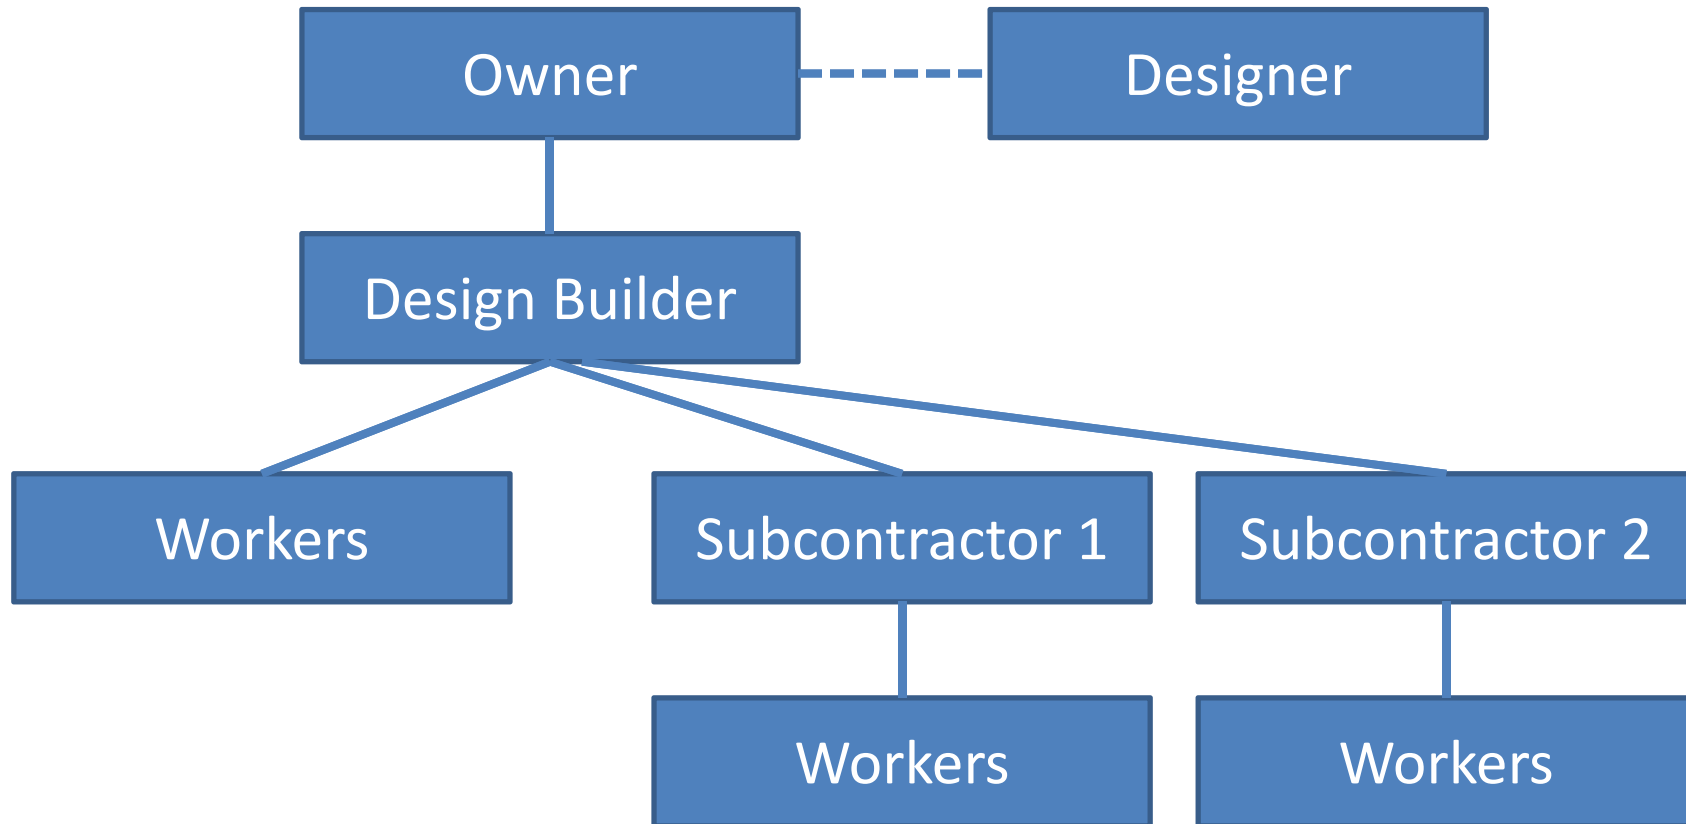 Owner
Designer
Design Builder
Workers
Subcontractor 1
Subcontractor 2
Workers
Workers